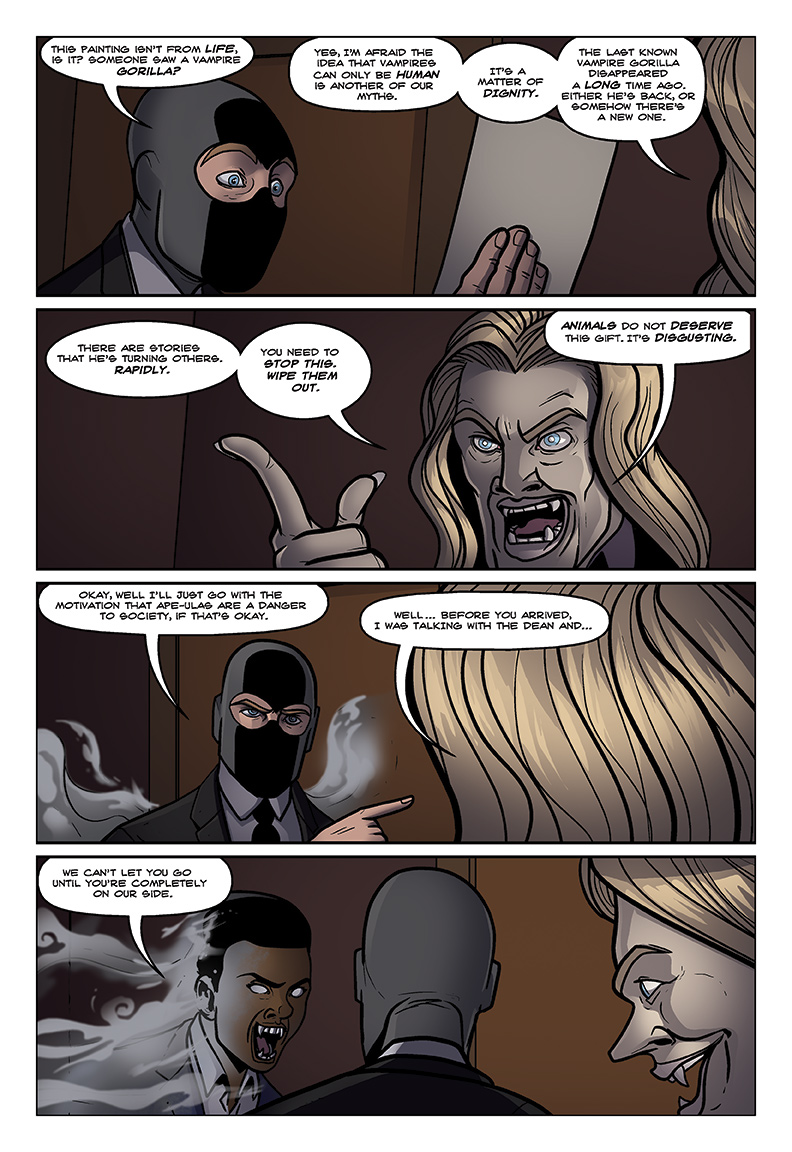 THIS PAINTING ISN'T FROM LIFE,
IS IT? SOMEONE SAW A VAMPIRE
GORILLA?
YES, I'M AFRAID THE
IDEA THAT VAMPIRES
CAN ONLY BE HUMAN
IS ANOTHER OF OUR
MYTHS.
IT'S A
MATTER OF
DIGNITY.
THE LAST KNOWN
VAMPIRE GORILLA
DISAPPEARED
A LONG TIME AGO.
EITHER HE'S BACK, OR
SOMEHOW THERE'S
A NEW ONE.
THERE ARE STORIES
THAT HE'S TURNING OTHERS.
RAPIDLY.
YOU NEED TO
STOP THIS.
WIPE THEM
OUT.
ANIMALS DO NOT DESERVE
THIS GIFT. IT'S DISGUSTING.
OKAY, WELL I'LL JUST GO WITH THE
MOTIVATION THAT APE-ULAS ARE A DANGER
TO SOCIETY, IF THAT'S OKAY.
WELL... BEFORE YOU ARRIVED,
I WAS TALKING WITH THE DEAN AND...
WE CAN'T LET YOU GO
UNTIL YOU'RE COMPLETELY
ON OUR SIDE.